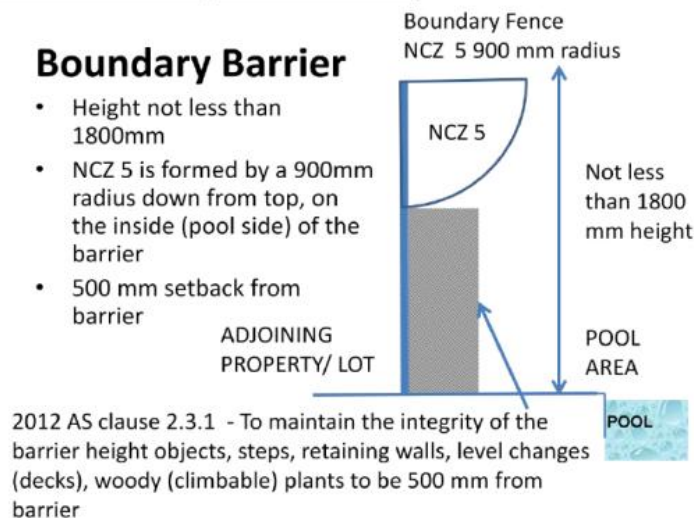 Boundary Barrier
• Height not less than
1800mm
• NCZ 5 is formed by a 900mm
radius down from top, on
the inside (pool side) of the
barrier
• 500 mm setback from
barrier
Boundary Fence
NCZ 5 900 mm radius
NCZ 5
Not less
than 1800
mm height
ADJOINING
PROPERTY/ LOT
POOL
AREA
POOL
2012 AS clause 2.3.1 - To maintain the integrity of the
barrier height objects, steps, retaining walls, level changes
(decks), woody (climbable) plants to be 500 mm from
barrier